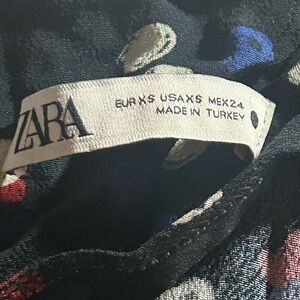 ZARA
EUR XS USA XS MEX 24
MADE IN TURKEY